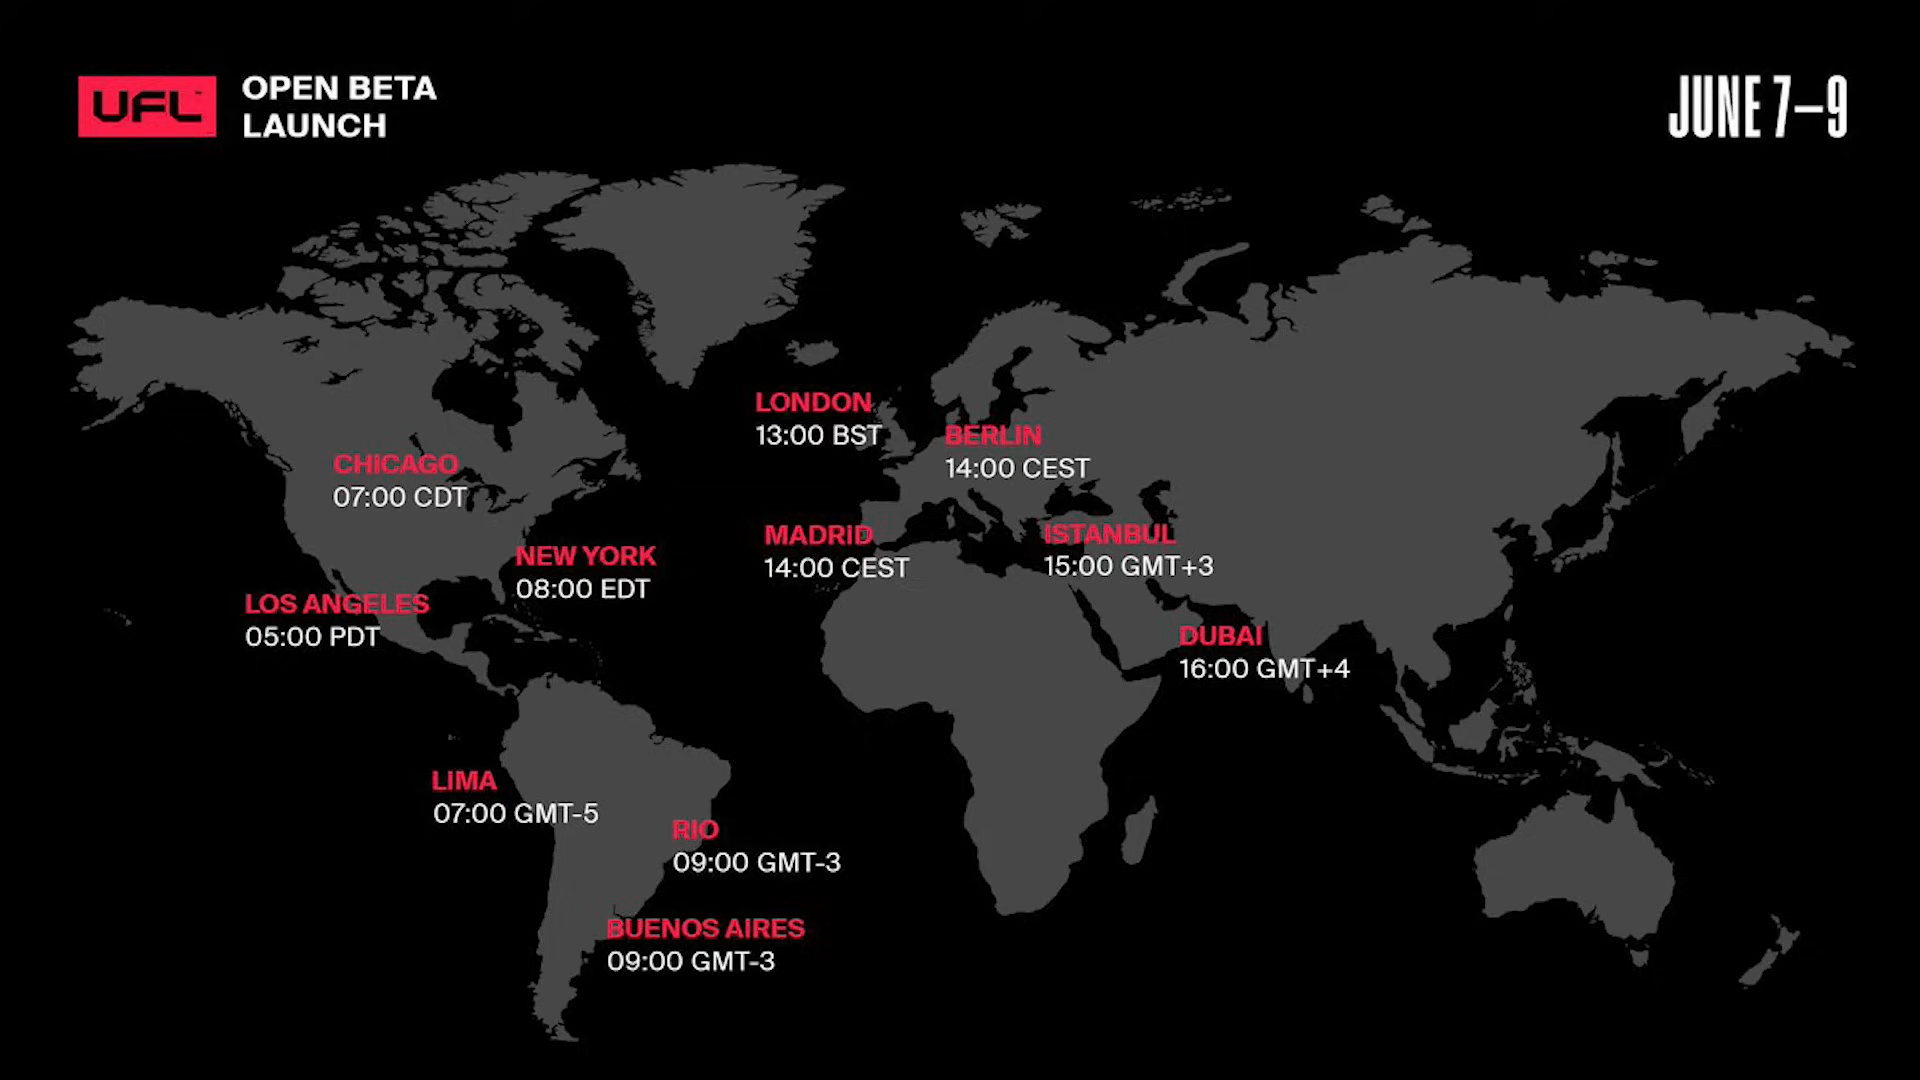 UFL™
OPEN BETA
LAUNCH
JUNE 7–9
LONDON
13:00 BST
BERLIN
14:00 CEST
CHICAGO
07:00 CDT
MADRID
14:00 CEST
ISTANBUL
15:00 GMT+3
NEW YORK
08:00 EDT
LOS ANGELES
05:00 PDT
DUBAI
16:00 GMT+4
LIMA
07:00 GMT-5
RIO
09:00 GMT-3
BUENOS AIRES
09:00 GMT-3